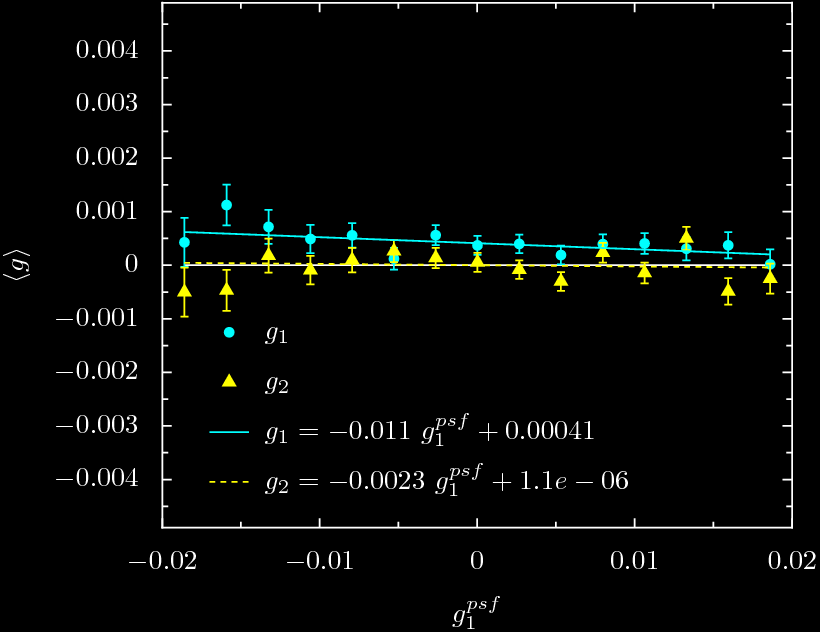 0.004
0.003
0.002
0.001
0
−0.001
−0.002
−0.003
−0.004
⟨g⟩
g₁
g₂
g₁ = −0.011 g₁^{psf} + 0.00041
g₂ = −0.0023 g₁^{psf} + 1.1e − 06
−0.02 −0.01 0 0.01 0.02
g₁^{psf}